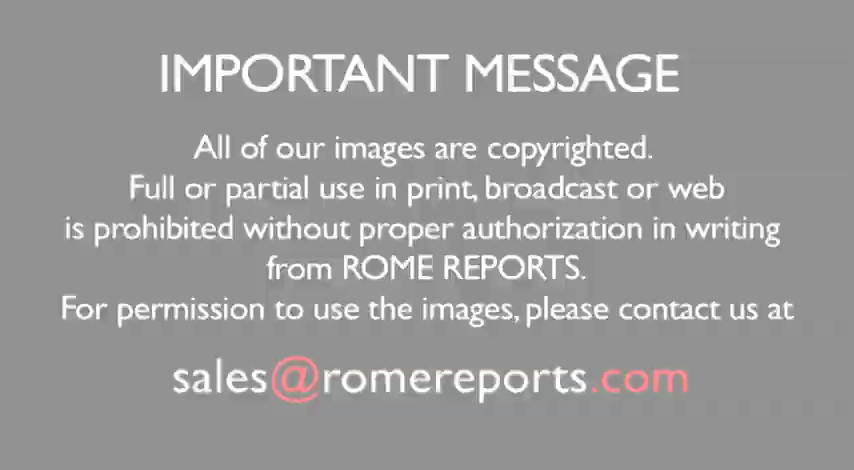 IMPORTANT MESSAGE
All of our images are copyrighted.
Full or partial use in print, broadcast or web
is prohibited without proper authorization in writing
from ROME REPORTS.
For permission to use the images, please contact us at
sales@romereports.com